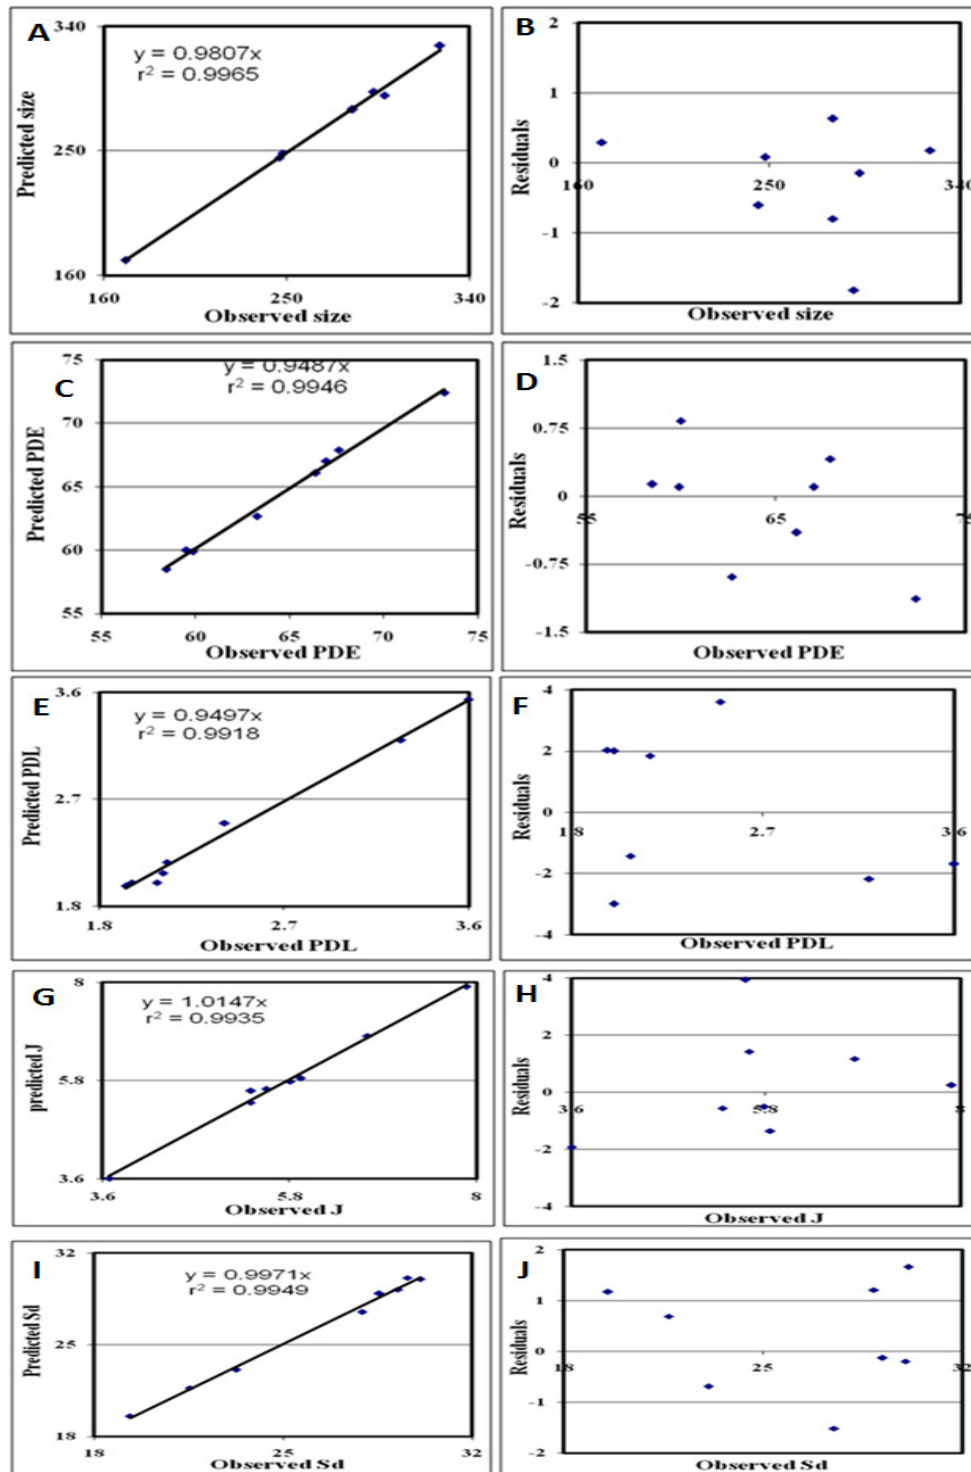 A
y = 0.9807x
r² = 0.9965
340
250
160
160 250 340
Predicted size
Observed size
B
2
1
0
-1
-2
160 250 340
Residuals
Observed size
C
y = 0.9487x
r² = 0.9946
75
70
65
60
55
55 60 65 70 75
Predicted PDE
Observed PDE
D
1.5
0.75
0
-0.75
-1.5
55 65 75
Residuals
Observed PDE
E
y = 0.9497x
r² = 0.9918
3.6
2.7
1.8
1.8 2.7 3.6
Predicted PDL
Observed PDL
F
4
2
0
-2
-4
1.8 2.7 3.6
Residuals
Observed PDL
G
y = 1.0147x
r² = 0.9935
8
5.8
3.6
3.6 5.8 8
predicted J
Observed J
H
4
2
0
-2
-4
3.6 5.8 8
Residuals
Observed J
I
y = 0.9971x
r² = 0.9949
32
25
18
18 25 32
Predicted Sd
Observed Sd
J
2
1
0
-1
-2
18 25 32
Residuals
Observed Sd